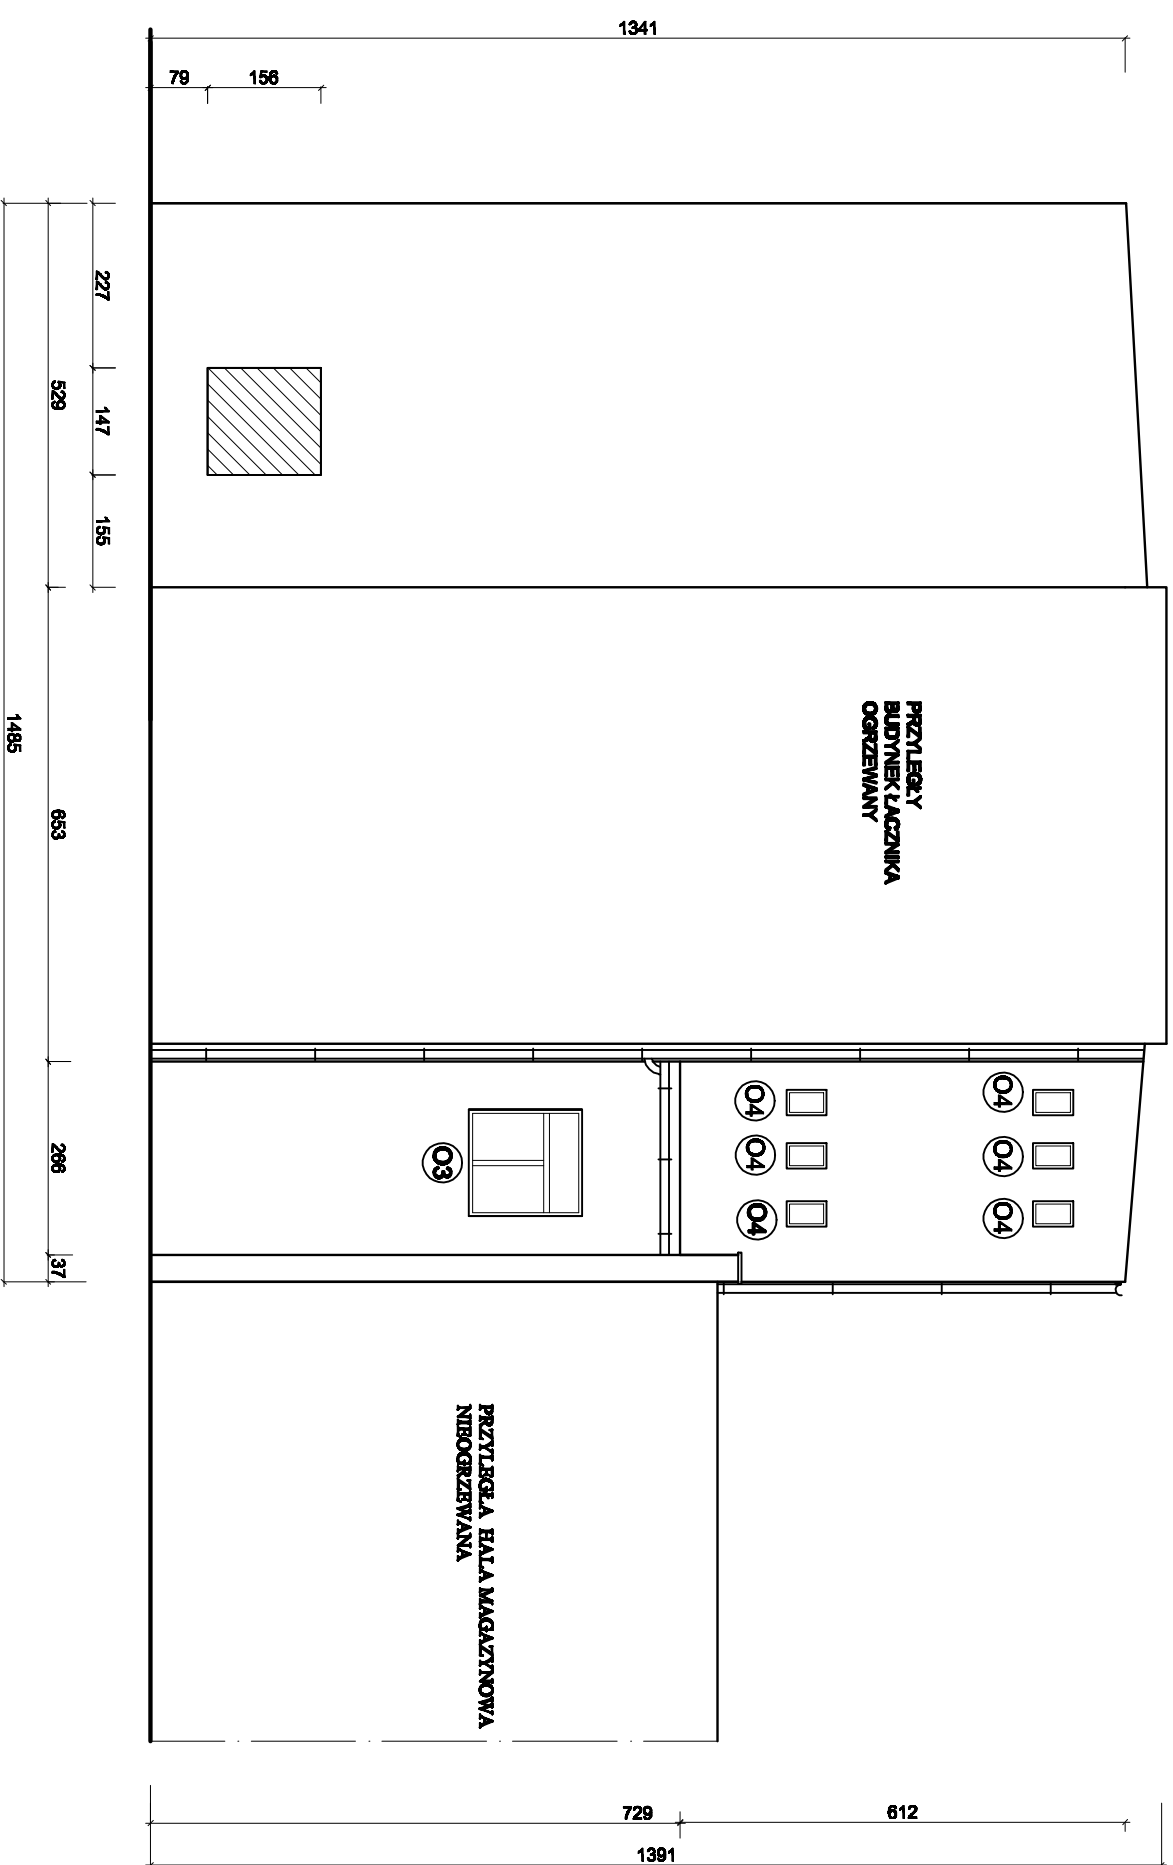 1341
79
156
227
147
155
529
653
266
37
1485
PRZYLEGŁY
BUDYNEK ŁACZNIKA
OGRZEWANY
O4
O4
O4
O4
O4
O4
O3
PRZYLEGŁA HALA MAGAZYNOWA
NIEOGRZEWANA
729
612
1391